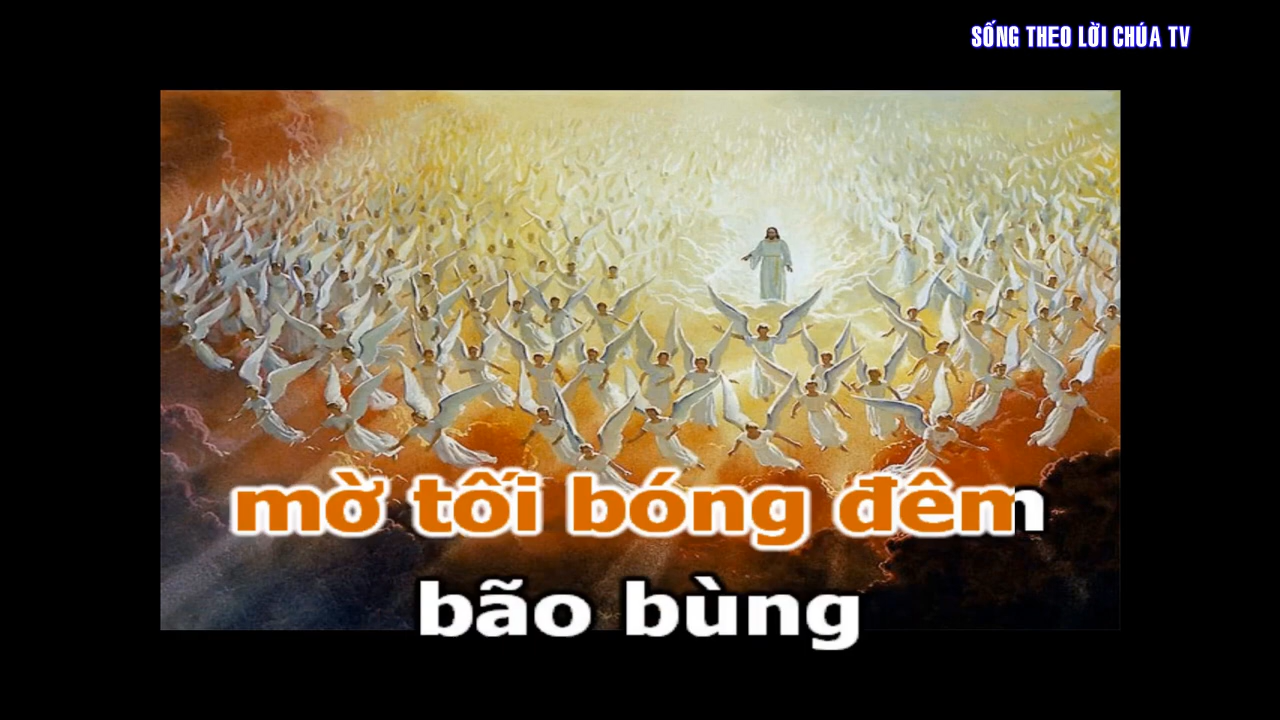 SỐNG THEO LỜI CHÚA TV
mờ tối bóng đêm
bão bùng